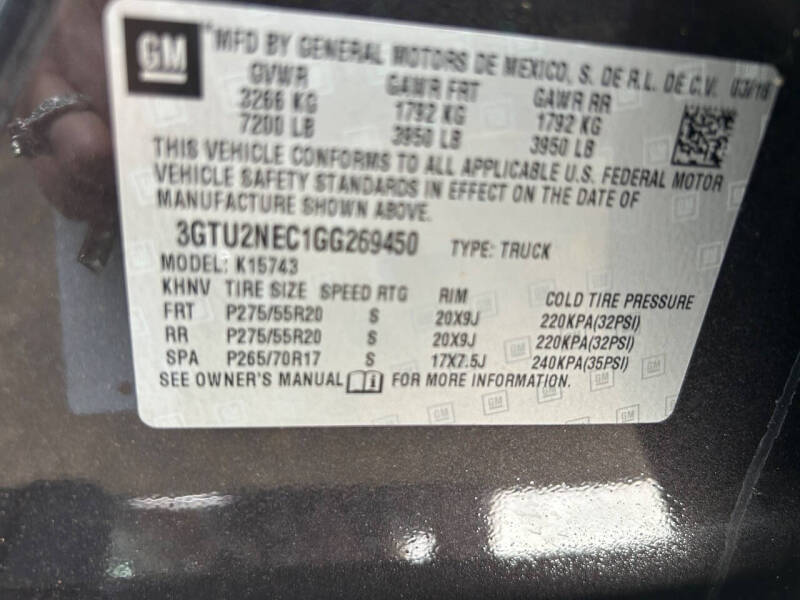 GM
MFD BY GENERAL MOTORS DE MEXICO, S. DE R.L. DE C.V. 03/16
GVWR GAWR FRT GAWR RR
3266 KG 1792 KG 1792 KG
7200 LB 3950 LB 3950 LB
THIS VEHICLE CONFORMS TO ALL APPLICABLE U.S. FEDERAL MOTOR
VEHICLE SAFETY STANDARDS IN EFFECT ON THE DATE OF
MANUFACTURE SHOWN ABOVE.
3GTU2NEC1GG269450 TYPE: TRUCK
MODEL: K15743
KHNV TIRE SIZE SPEED RTG RIM COLD TIRE PRESSURE
FRT P275/55R20 S 20X9J 220KPA(32PSI)
RR P275/55R20 S 20X9J 220KPA(32PSI)
SPA P265/70R17 S 17X7.5J 240KPA(35PSI)
SEE OWNER'S MANUAL FOR MORE INFORMATION.